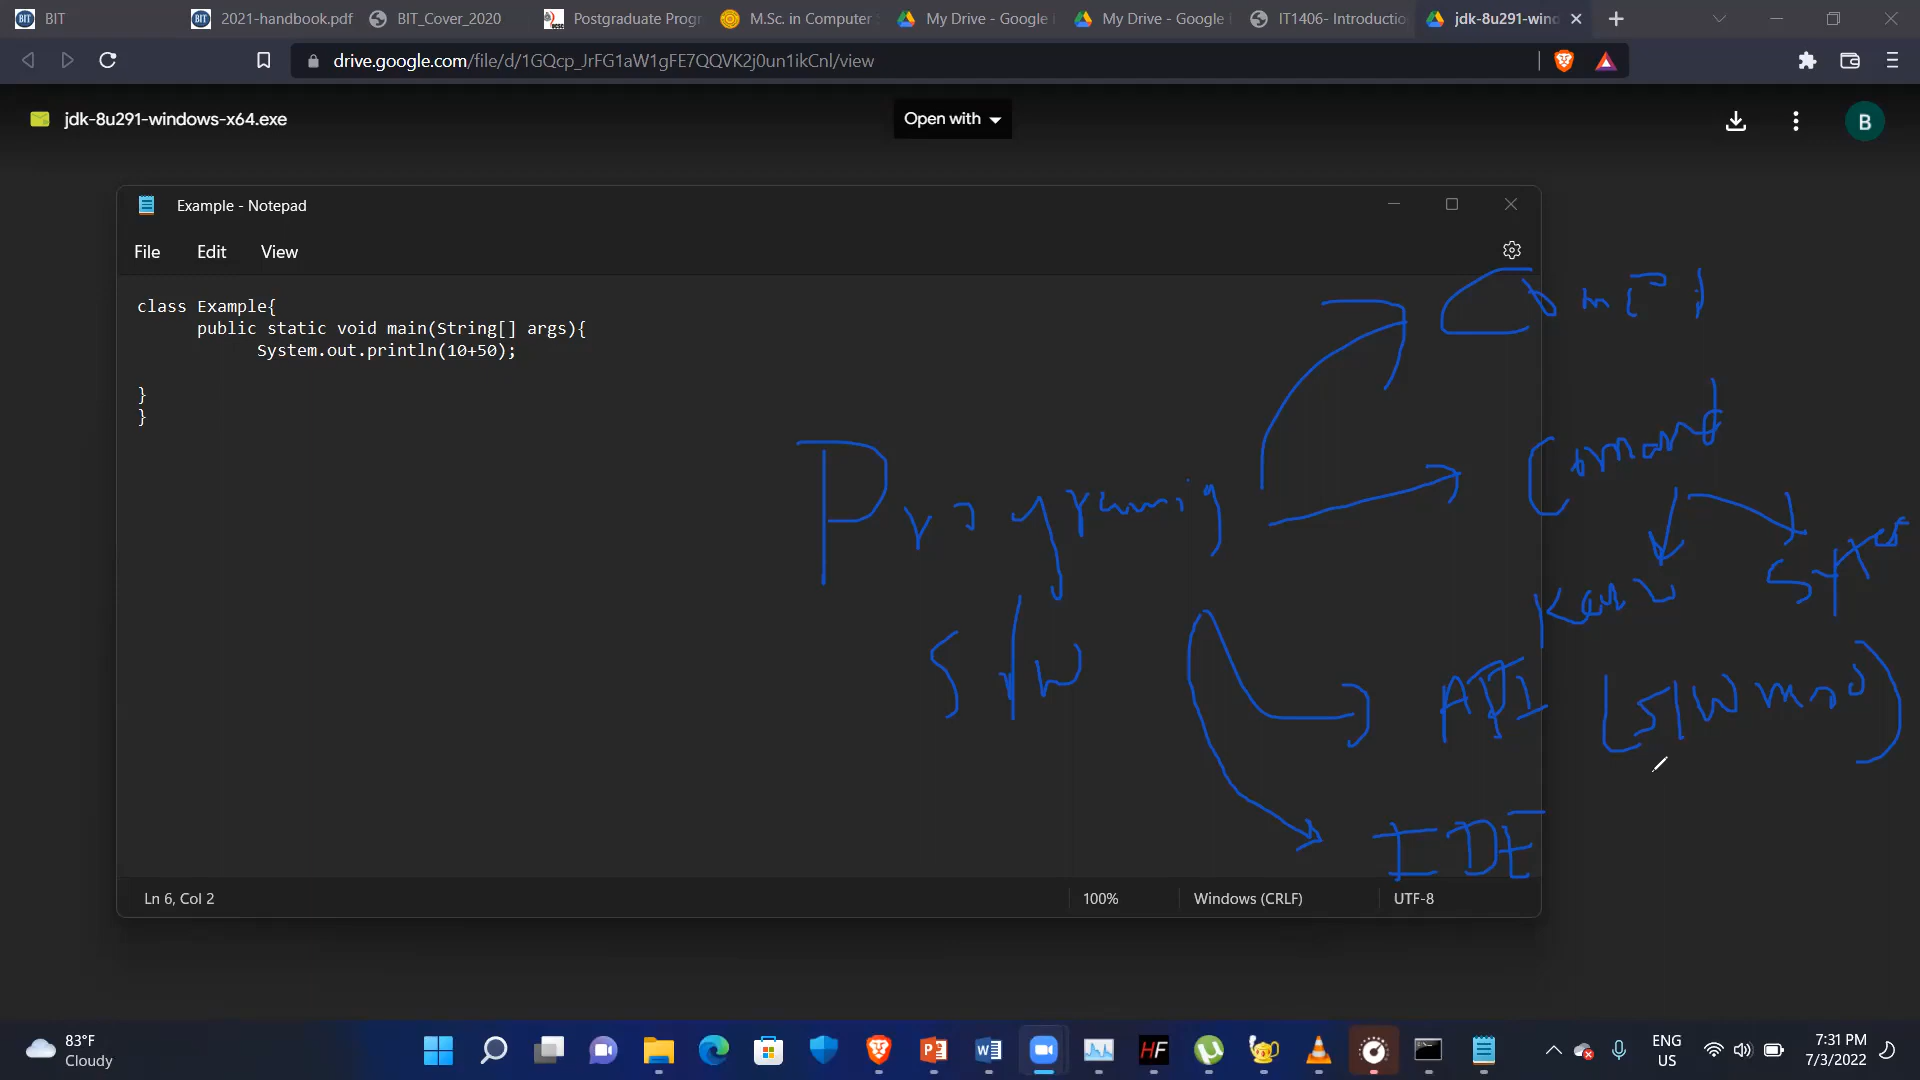 BIT
2021-handbook.pdf
BIT_Cover_2020
Postgraduate Progr
M.Sc. in Computer
My Drive - Google
My Drive - Google
IT1406- Introductio
jdk-8u291-wind
drive.google.com/file/d/1GQcp_JrFG1aW1gFE7QQVK2j0un1ikCnl/view
jdk-8u291-windows-x64.exe
Open with
B
Example - Notepad
File Edit View
class Example{
public static void main(String[] args){
System.out.println(10+50);
}
}
Comand
Programig
S/W
API (S/W
IDE
Ln 6, Col 2
100%
Windows (CRLF)
UTF-8
83°F
Cloudy
HF
ENG
US
7:31 PM
7/3/2022